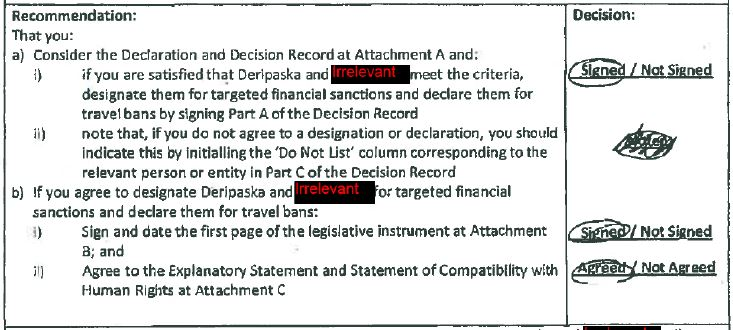 Recommendation:
Decision:
That you:
a) Consider the Declaration and Decision Record at Attachment A and:
i) if you are satisfied that Deripaska and Irrelevant meet the criteria,
Signed / Not Signed
designate them for targeted financial sanctions and declare them for
travel bans by signing Part A of the Decision Record
ii) note that, if you do not agree to a designation or declaration, you should
indicate this by initialling the 'Do Not List' column corresponding to the
relevant person or entity in Part C of the Decision Record
b) If you agree to designate Deripaska and Irrelevant for targeted financial
sanctions and declare them for travel bans:
i) Sign and date the first page of the legislative instrument at Attachment
Signed / Not Signed
B; and
ii) Agree to the Explanatory Statement and Statement of Compatibility with
Agreed / Not Agreed
Human Rights at Attachment C